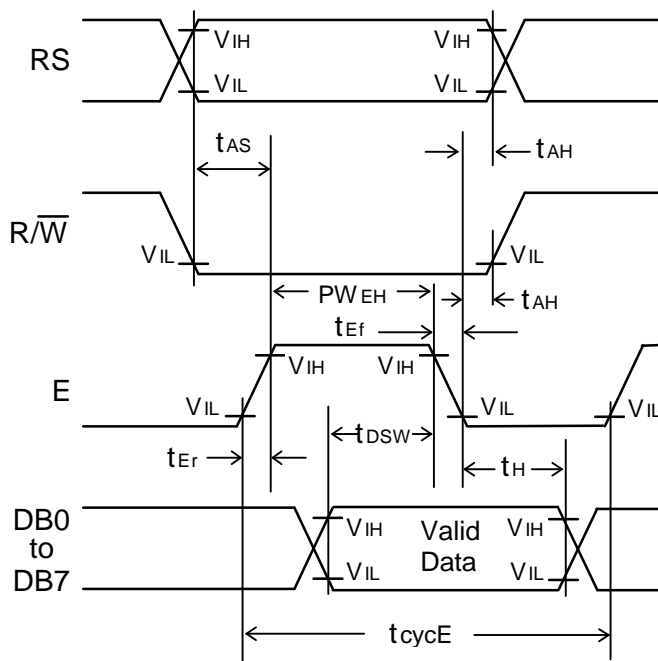 RS
VIH
VIH
VIL
VIL
tAS
tAH
R/W̅
VIL
VIL
PWEH
tAH
tEf
E
VIH
VIH
VIL
VIL
VIL
tDSW
tEr
tH
DB0
to
DB7
VIH
Valid
Data
VIH
VIL
VIL
tcycE